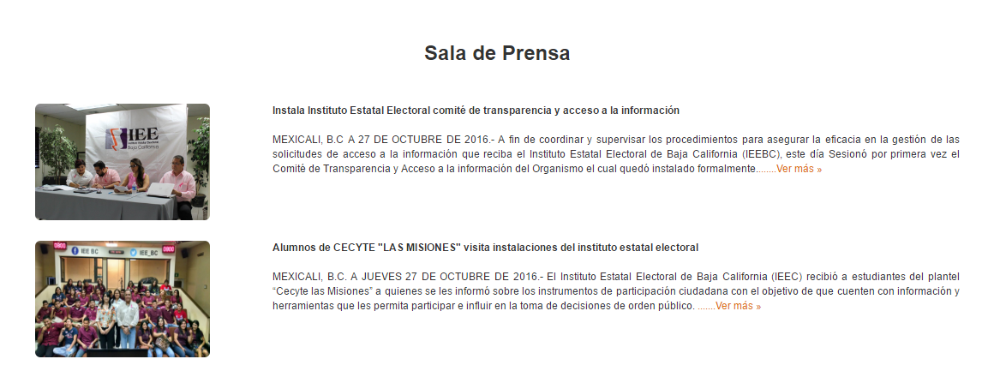 Sala de Prensa
IEE
Instituto Estatal Electoral
Baja California
Instala Instituto Estatal Electoral comité de transparencia y acceso a la información
MEXICALI, B.C A 27 DE OCTUBRE DE 2016.- A fin de coordinar y supervisar los procedimientos para asegurar la eficacia en la gestión de las
solicitudes de acceso a la información que reciba el Instituto Estatal Electoral de Baja California (IEEBC), este día Sesionó por primera vez el
Comité de Transparencia y Acceso a la información del Organismo el cual quedó instalado formalmente........Ver más »
IEE BC
IEE_BC
Alumnos de CECYTE "LAS MISIONES" visita instalaciones del instituto estatal electoral
MEXICALI, B.C. A JUEVES 27 DE OCTUBRE DE 2016.- El Instituto Estatal Electoral de Baja California (IEEC) recibió a estudiantes del plantel
“Cecyte las Misiones” a quienes se les informó sobre los instrumentos de participación ciudadana con el objetivo de que cuenten con información y
herramientas que les permita participar e influir en la toma de decisiones de orden público. .......Ver más »